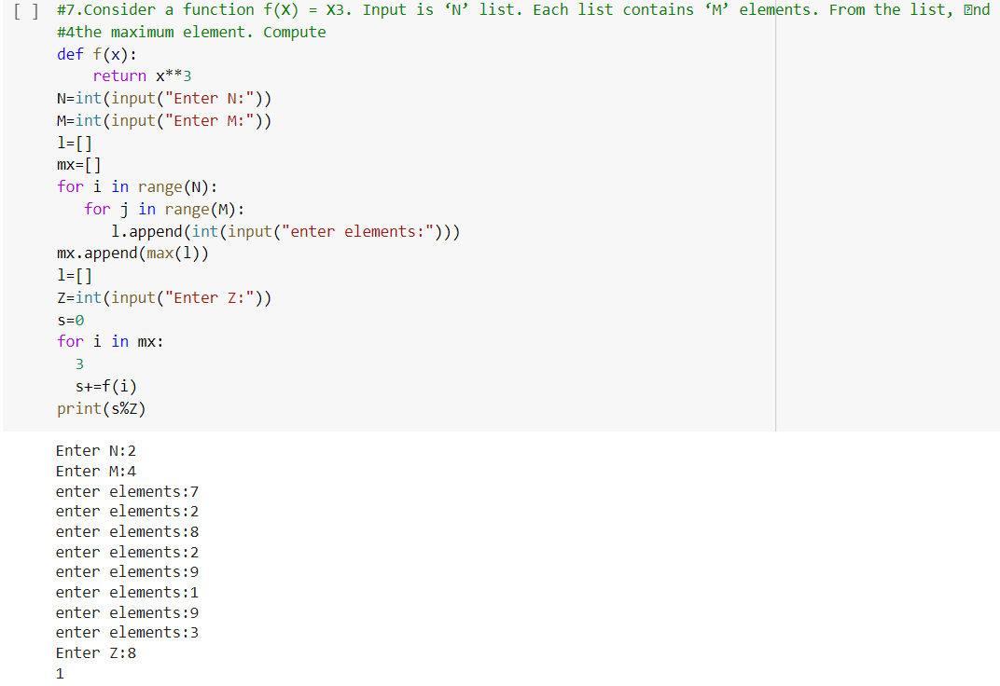 [ ] #7.Consider a function f(X) = X3. Input is ‘N’ list. Each list contains ‘M’ elements. From the list, nd
#4the maximum element. Compute
def f(x):
    return x**3
N=int(input("Enter N:"))
M=int(input("Enter M:"))
l=[]
mx=[]
for i in range(N):
   for j in range(M):
      l.append(int(input("enter elements:")))
mx.append(max(l))
l=[]
Z=int(input("Enter Z:"))
s=0
for i in mx:
  3
  s+=f(i)
print(s%Z)
Enter N:2
Enter M:4
enter elements:7
enter elements:2
enter elements:8
enter elements:2
enter elements:9
enter elements:1
enter elements:9
enter elements:3
Enter Z:8
1